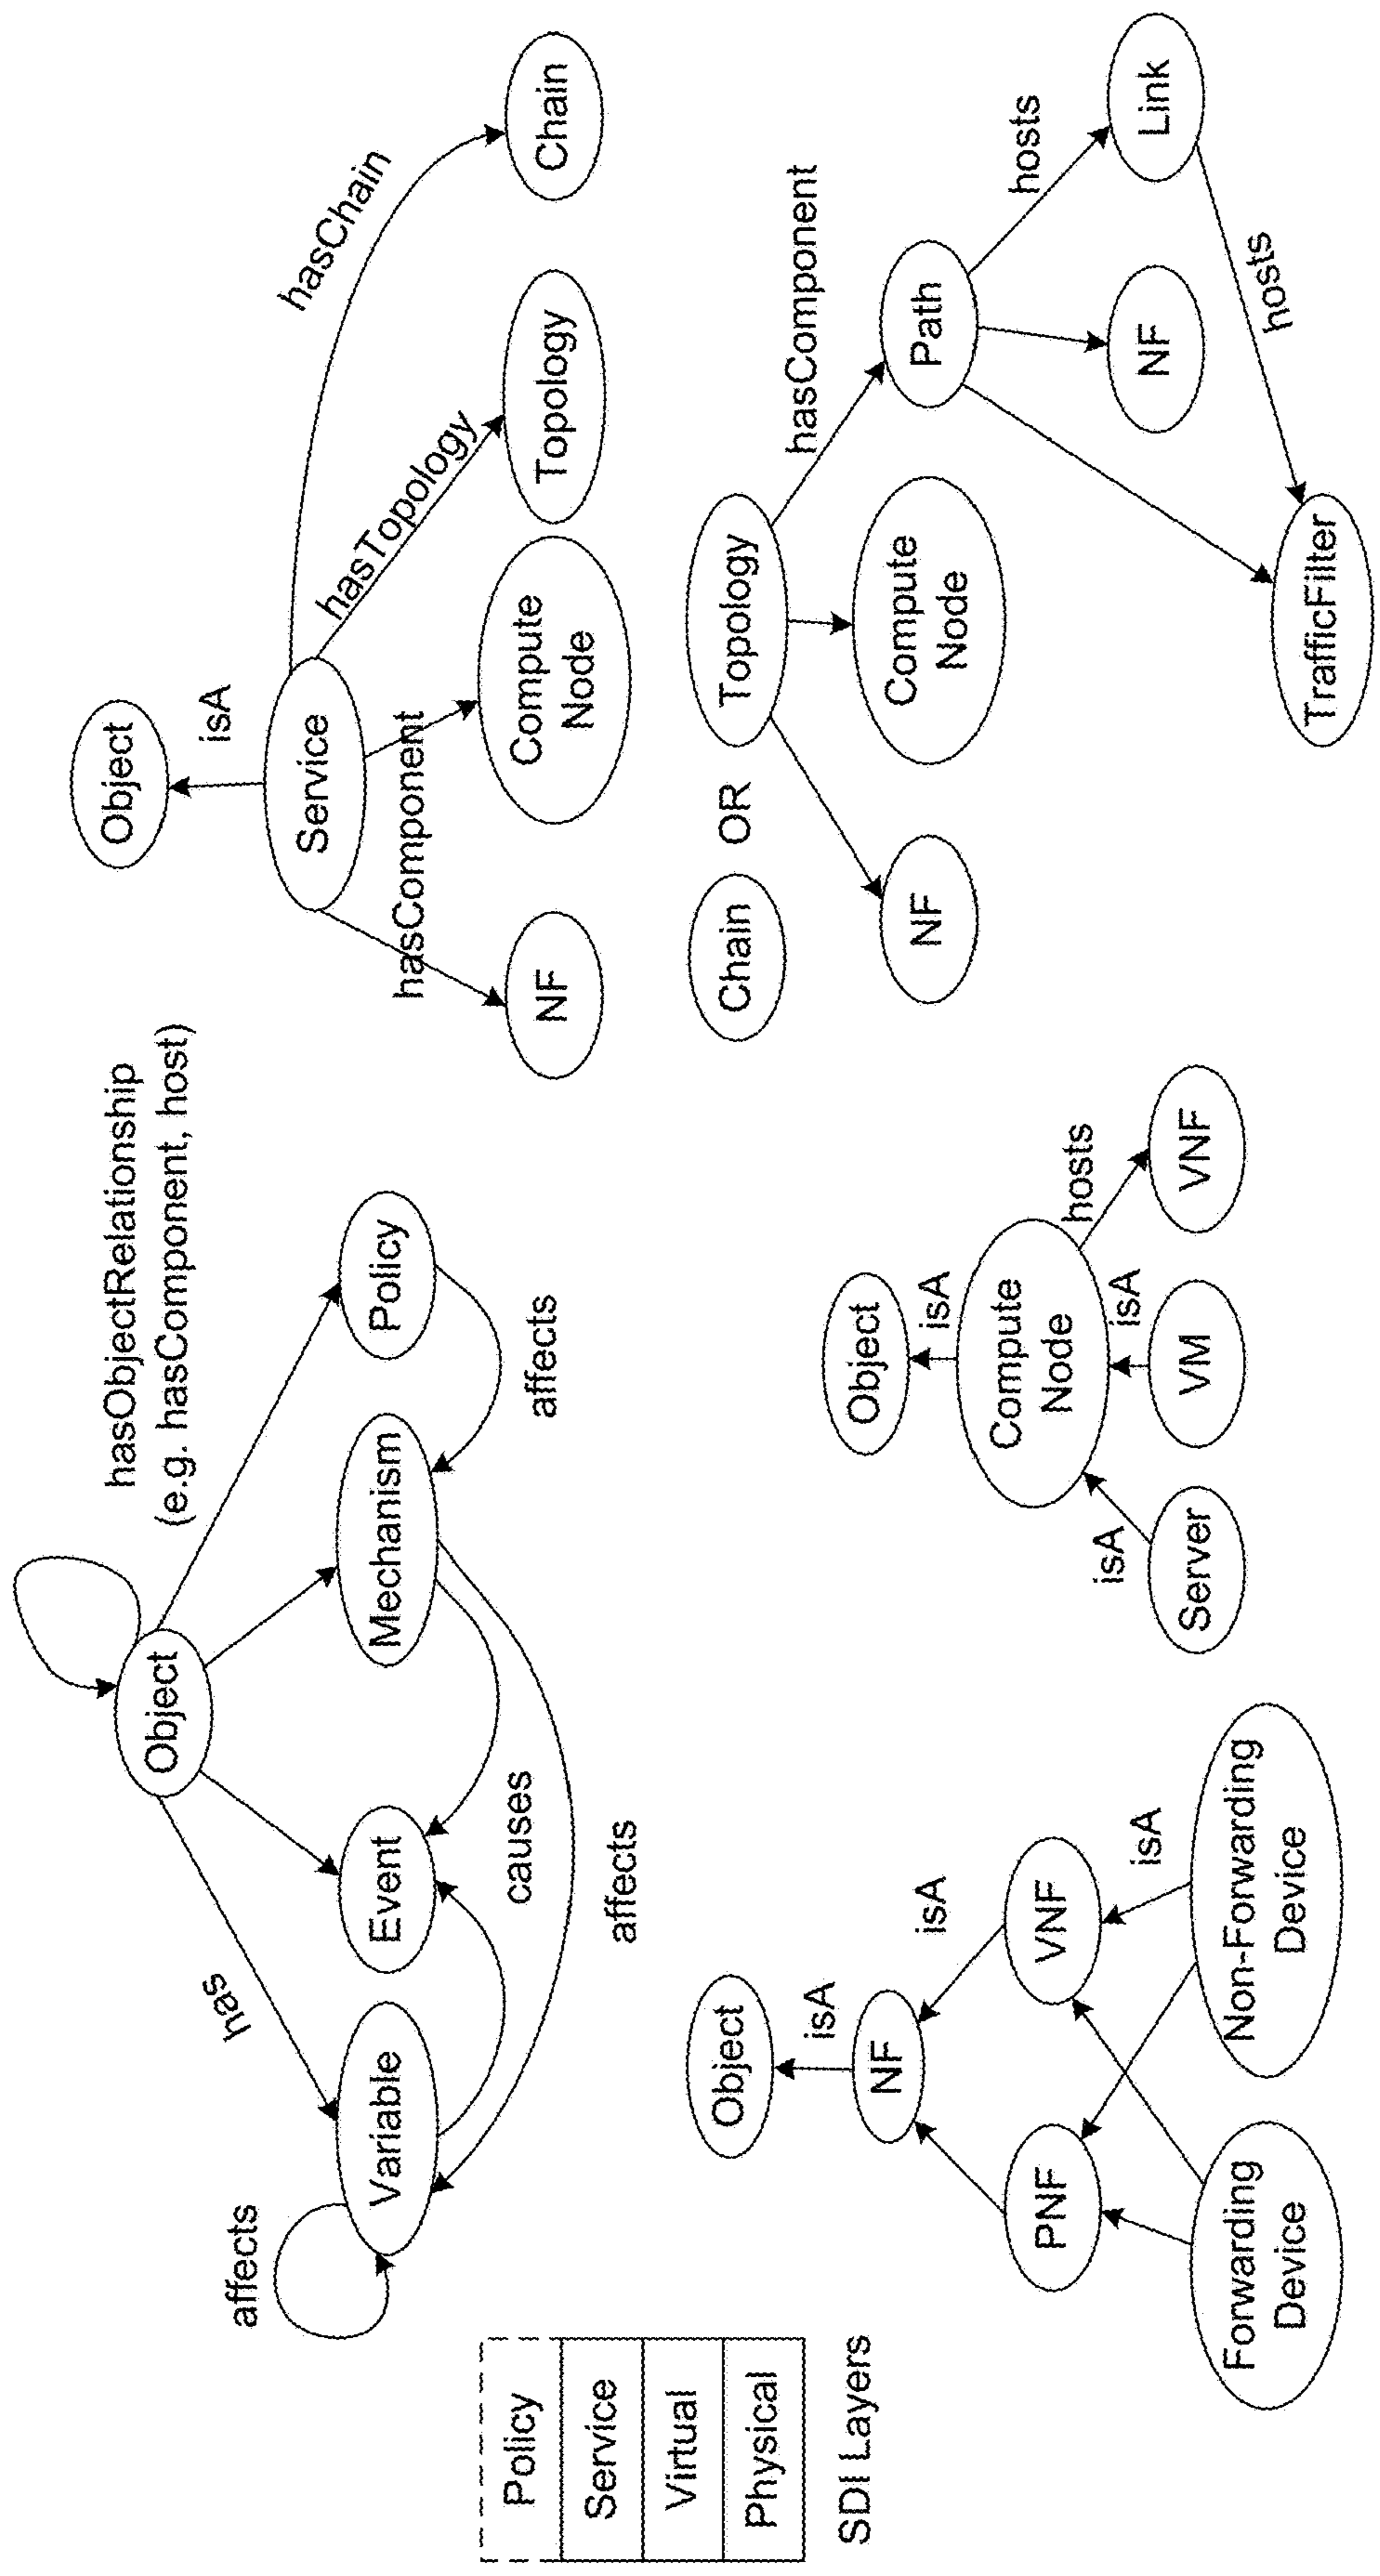 hasObjectRelationship
(e.g. hasComponent, host)
Object
has
Variable
Event
Mechanism
Policy
affects
causes
affects
affects
Policy
Service
Virtual
Physical
SDI Layers
Object
isA
Service
hasChain
hasTopology
hasComponent
NF
Compute
Node
Topology
Chain
Object
isA
NF
isA
PNF
VNF
isA
Forwarding
Device
Non-Forwarding
Device
Object
isA
Compute
Node
isA
isA
hosts
Server
VM
VNF
Chain OR Topology
hasComponent
NF
Compute
Node
Path
hosts
NF
Link
hosts
TrafficFilter